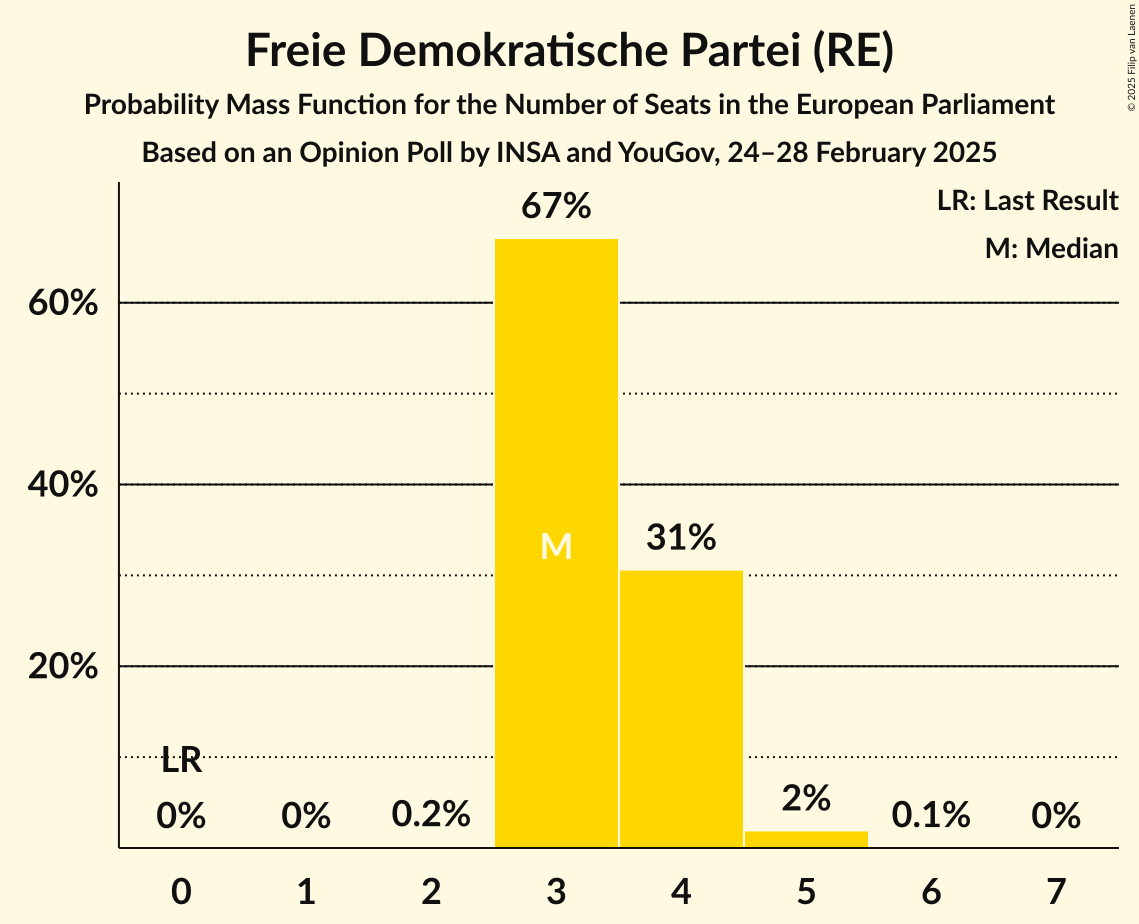 Freie Demokratische Partei (RE)
Probability Mass Function for the Number of Seats in the European Parliament
Based on an Opinion Poll by INSA and YouGov, 24–28 February 2025
© 2025 Filip van Laenen
LR: Last Result
M: Median
67%
60%
40%
31%
M
20%
LR
0%
0%
0.2%
2%
0.1%
0%
0 1 2 3 4 5 6 7